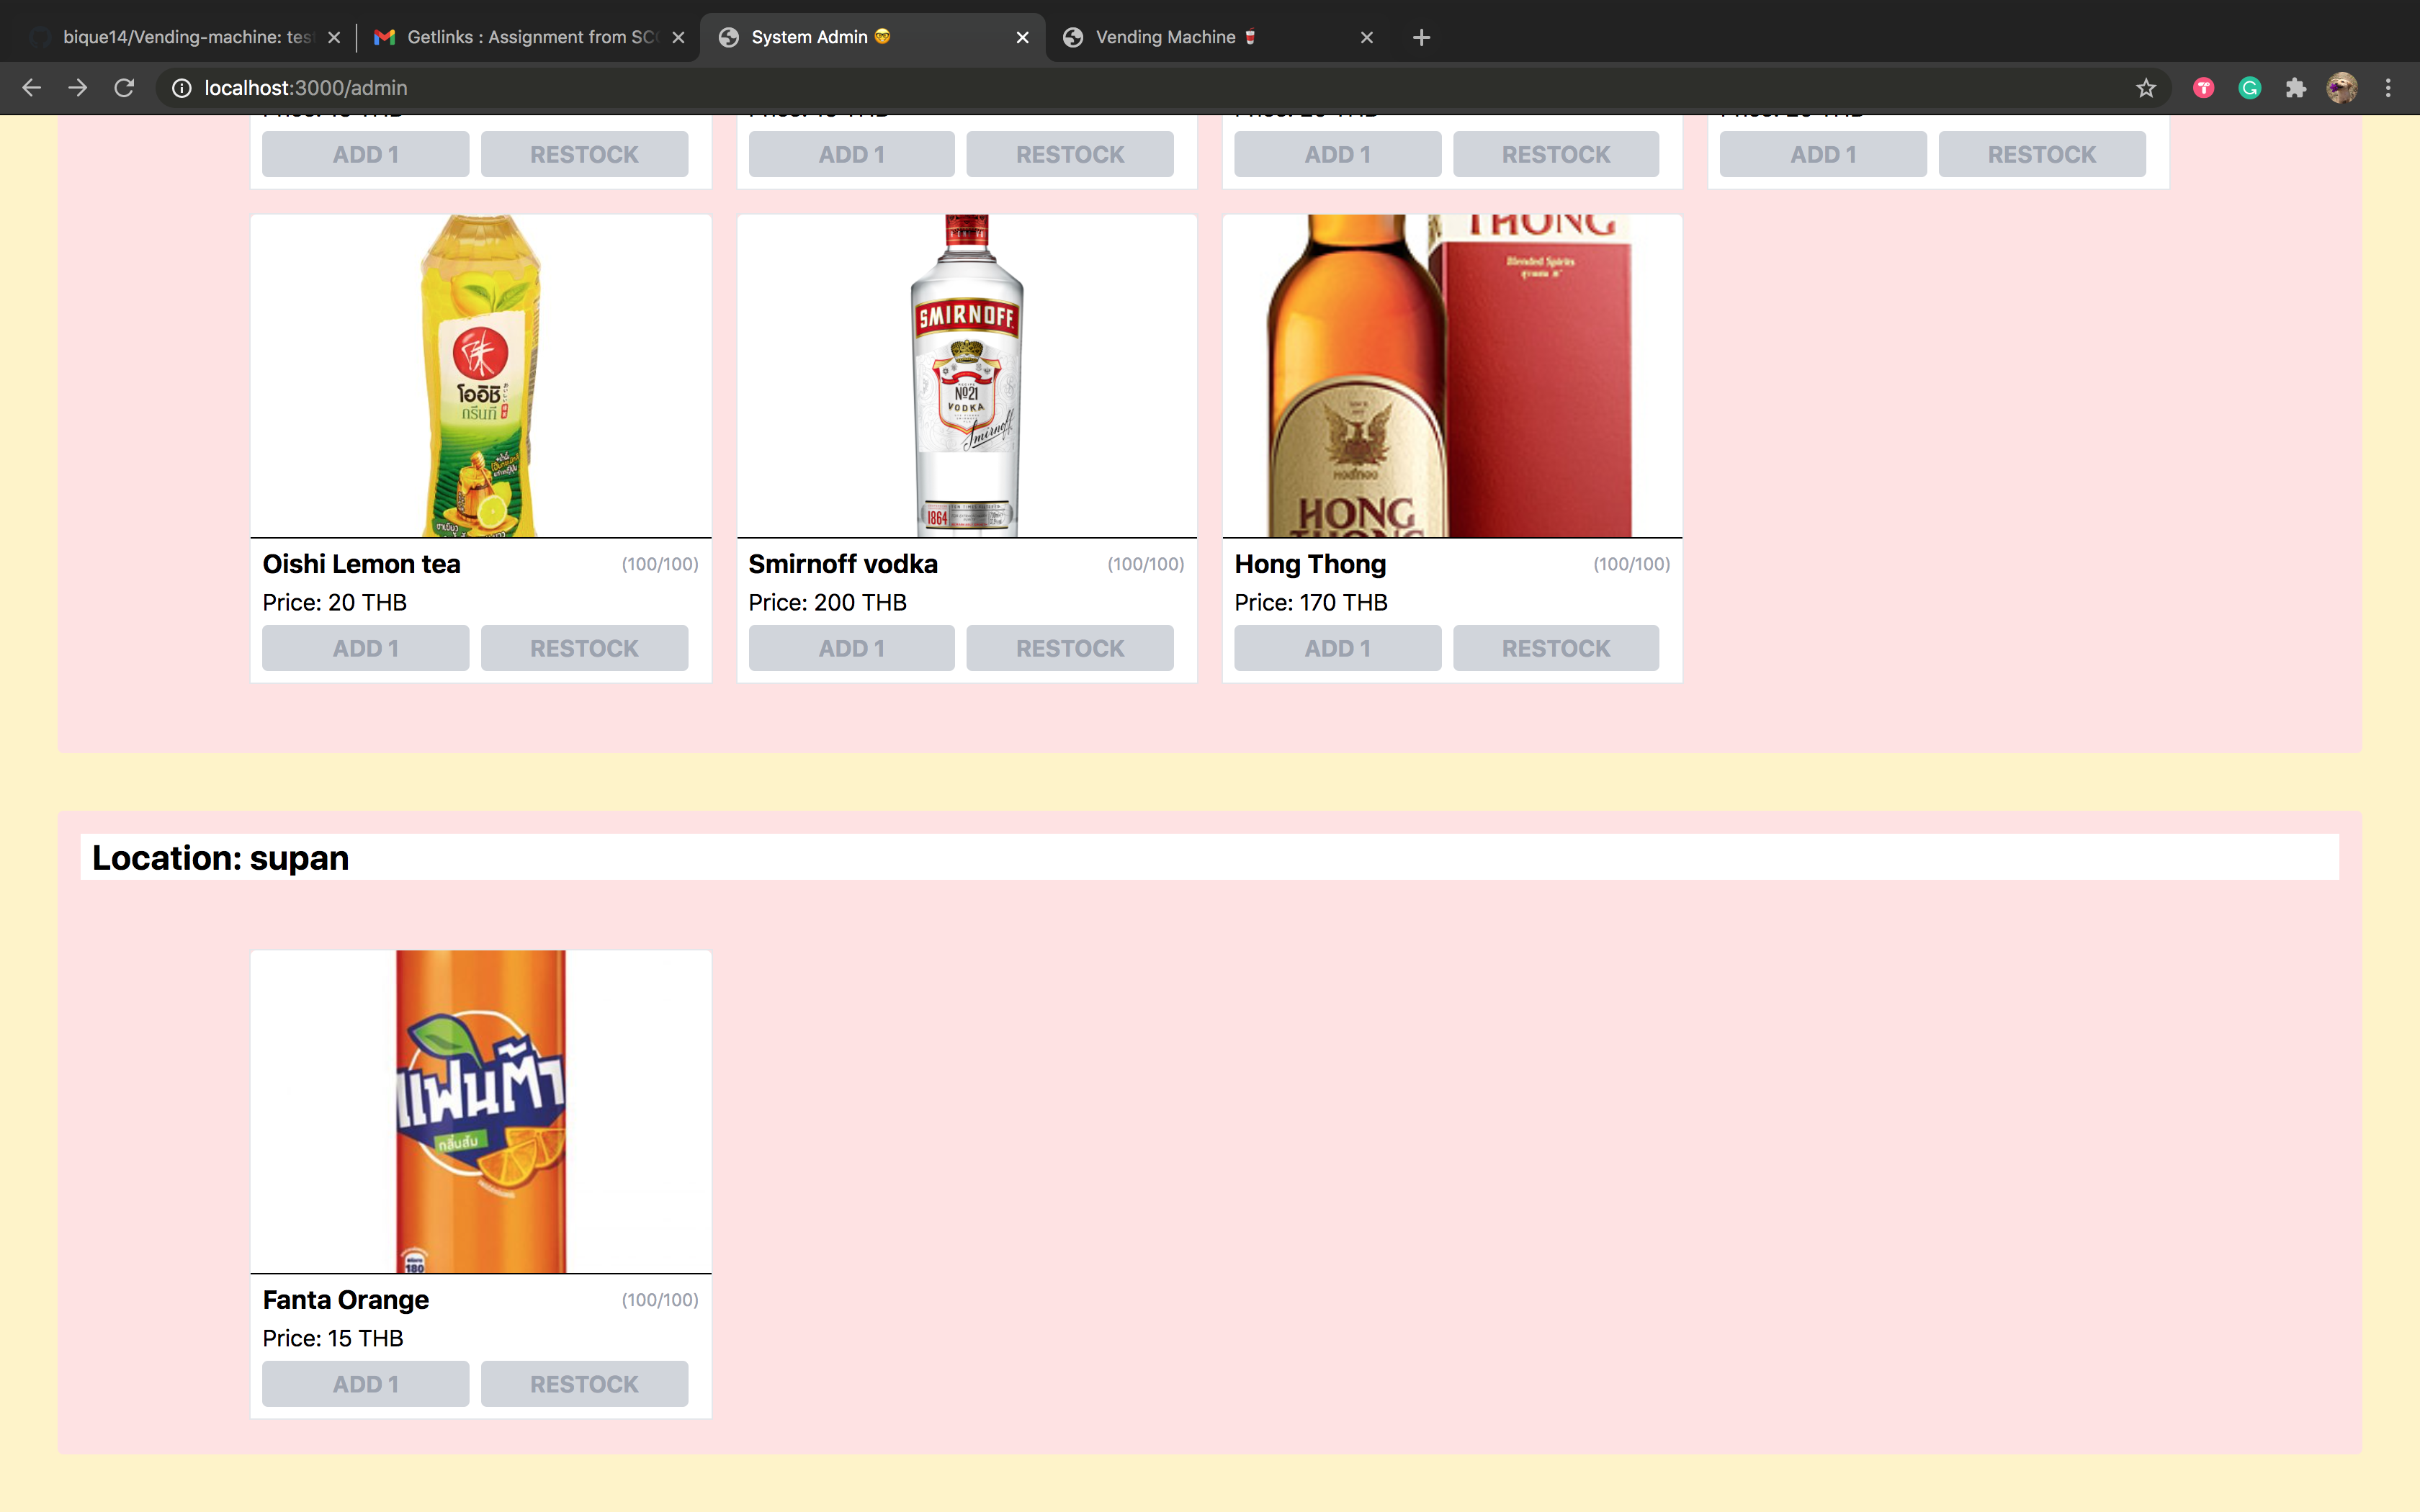 bique14/Vending-machine: tes
Getlinks : Assignment from SC
System Admin 🤓
Vending Machine 🥤
localhost:3000/admin
ADD 1 RESTOCK ADD 1 RESTOCK ADD 1 RESTOCK ADD 1 RESTOCK
โออิชิ
กรีนที
SMIRNOFF
No21
VODKA
Smirnoff
1864
THONG
Blended Spirits
HONG
THONG
Oishi Lemon tea (100/100)
Price: 20 THB
ADD 1 RESTOCK
Smirnoff vodka (100/100)
Price: 200 THB
ADD 1 RESTOCK
Hong Thong (100/100)
Price: 170 THB
ADD 1 RESTOCK
Location: supan
แฟนต้า
กลิ่นส้ม
180
Fanta Orange (100/100)
Price: 15 THB
ADD 1 RESTOCK